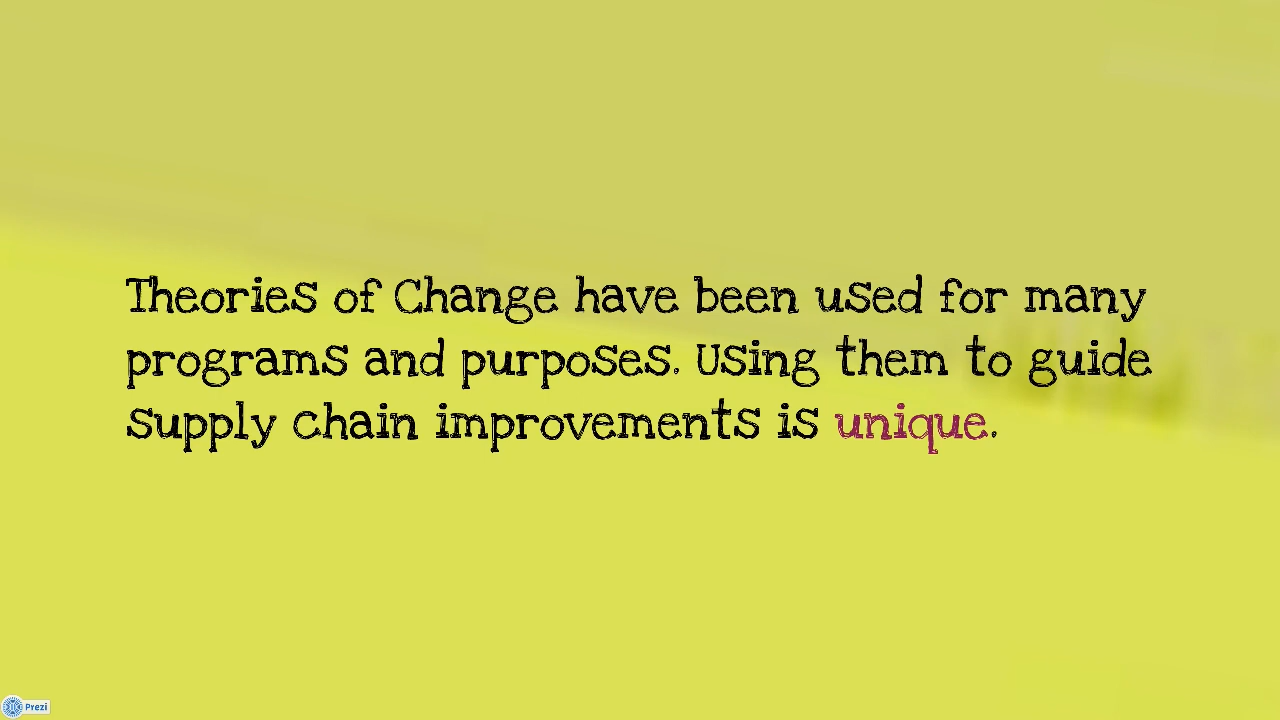 Theories of Change have been used for many
programs and purposes. Using them to guide
supply chain improvements is unique.
Prezi